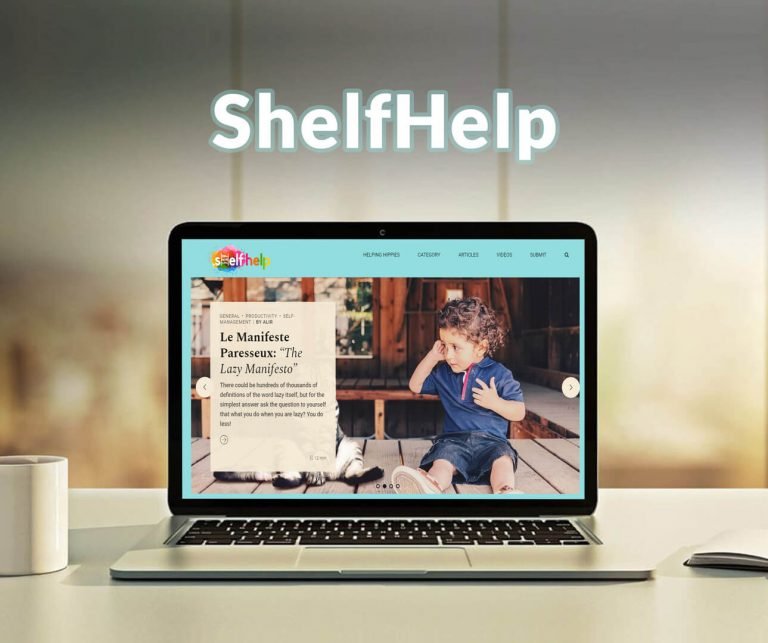 ShelfHelp
shelfhelp
HELPING HIPPIES CATEGORY ARTICLES VIDEOS SUBMIT
GENERAL • PRODUCTIVITY • SELF-
MANAGEMENT | BY ALIR
Le Manifeste
Paresseux: “The
Lazy Manifesto”
There could be hundreds of thousands of
definitions of the word lazy itself, but for the
simplest answer ask the question to yourself
that what you do when you are lazy? You do
less!
12 min